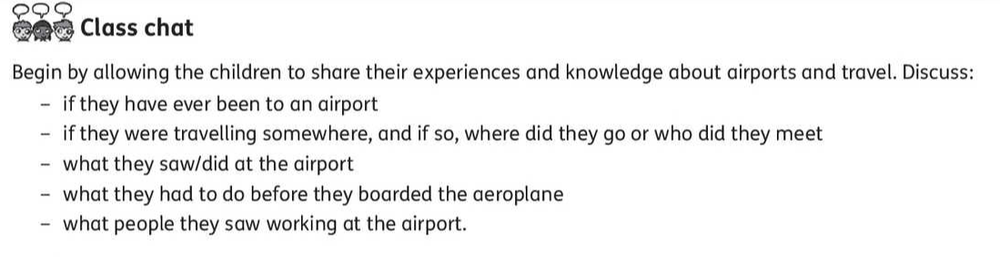 Class chat
Begin by allowing the children to share their experiences and knowledge about airports and travel. Discuss:
– if they have ever been to an airport
– if they were travelling somewhere, and if so, where did they go or who did they meet
– what they saw/did at the airport
– what they had to do before they boarded the aeroplane
– what people they saw working at the airport.